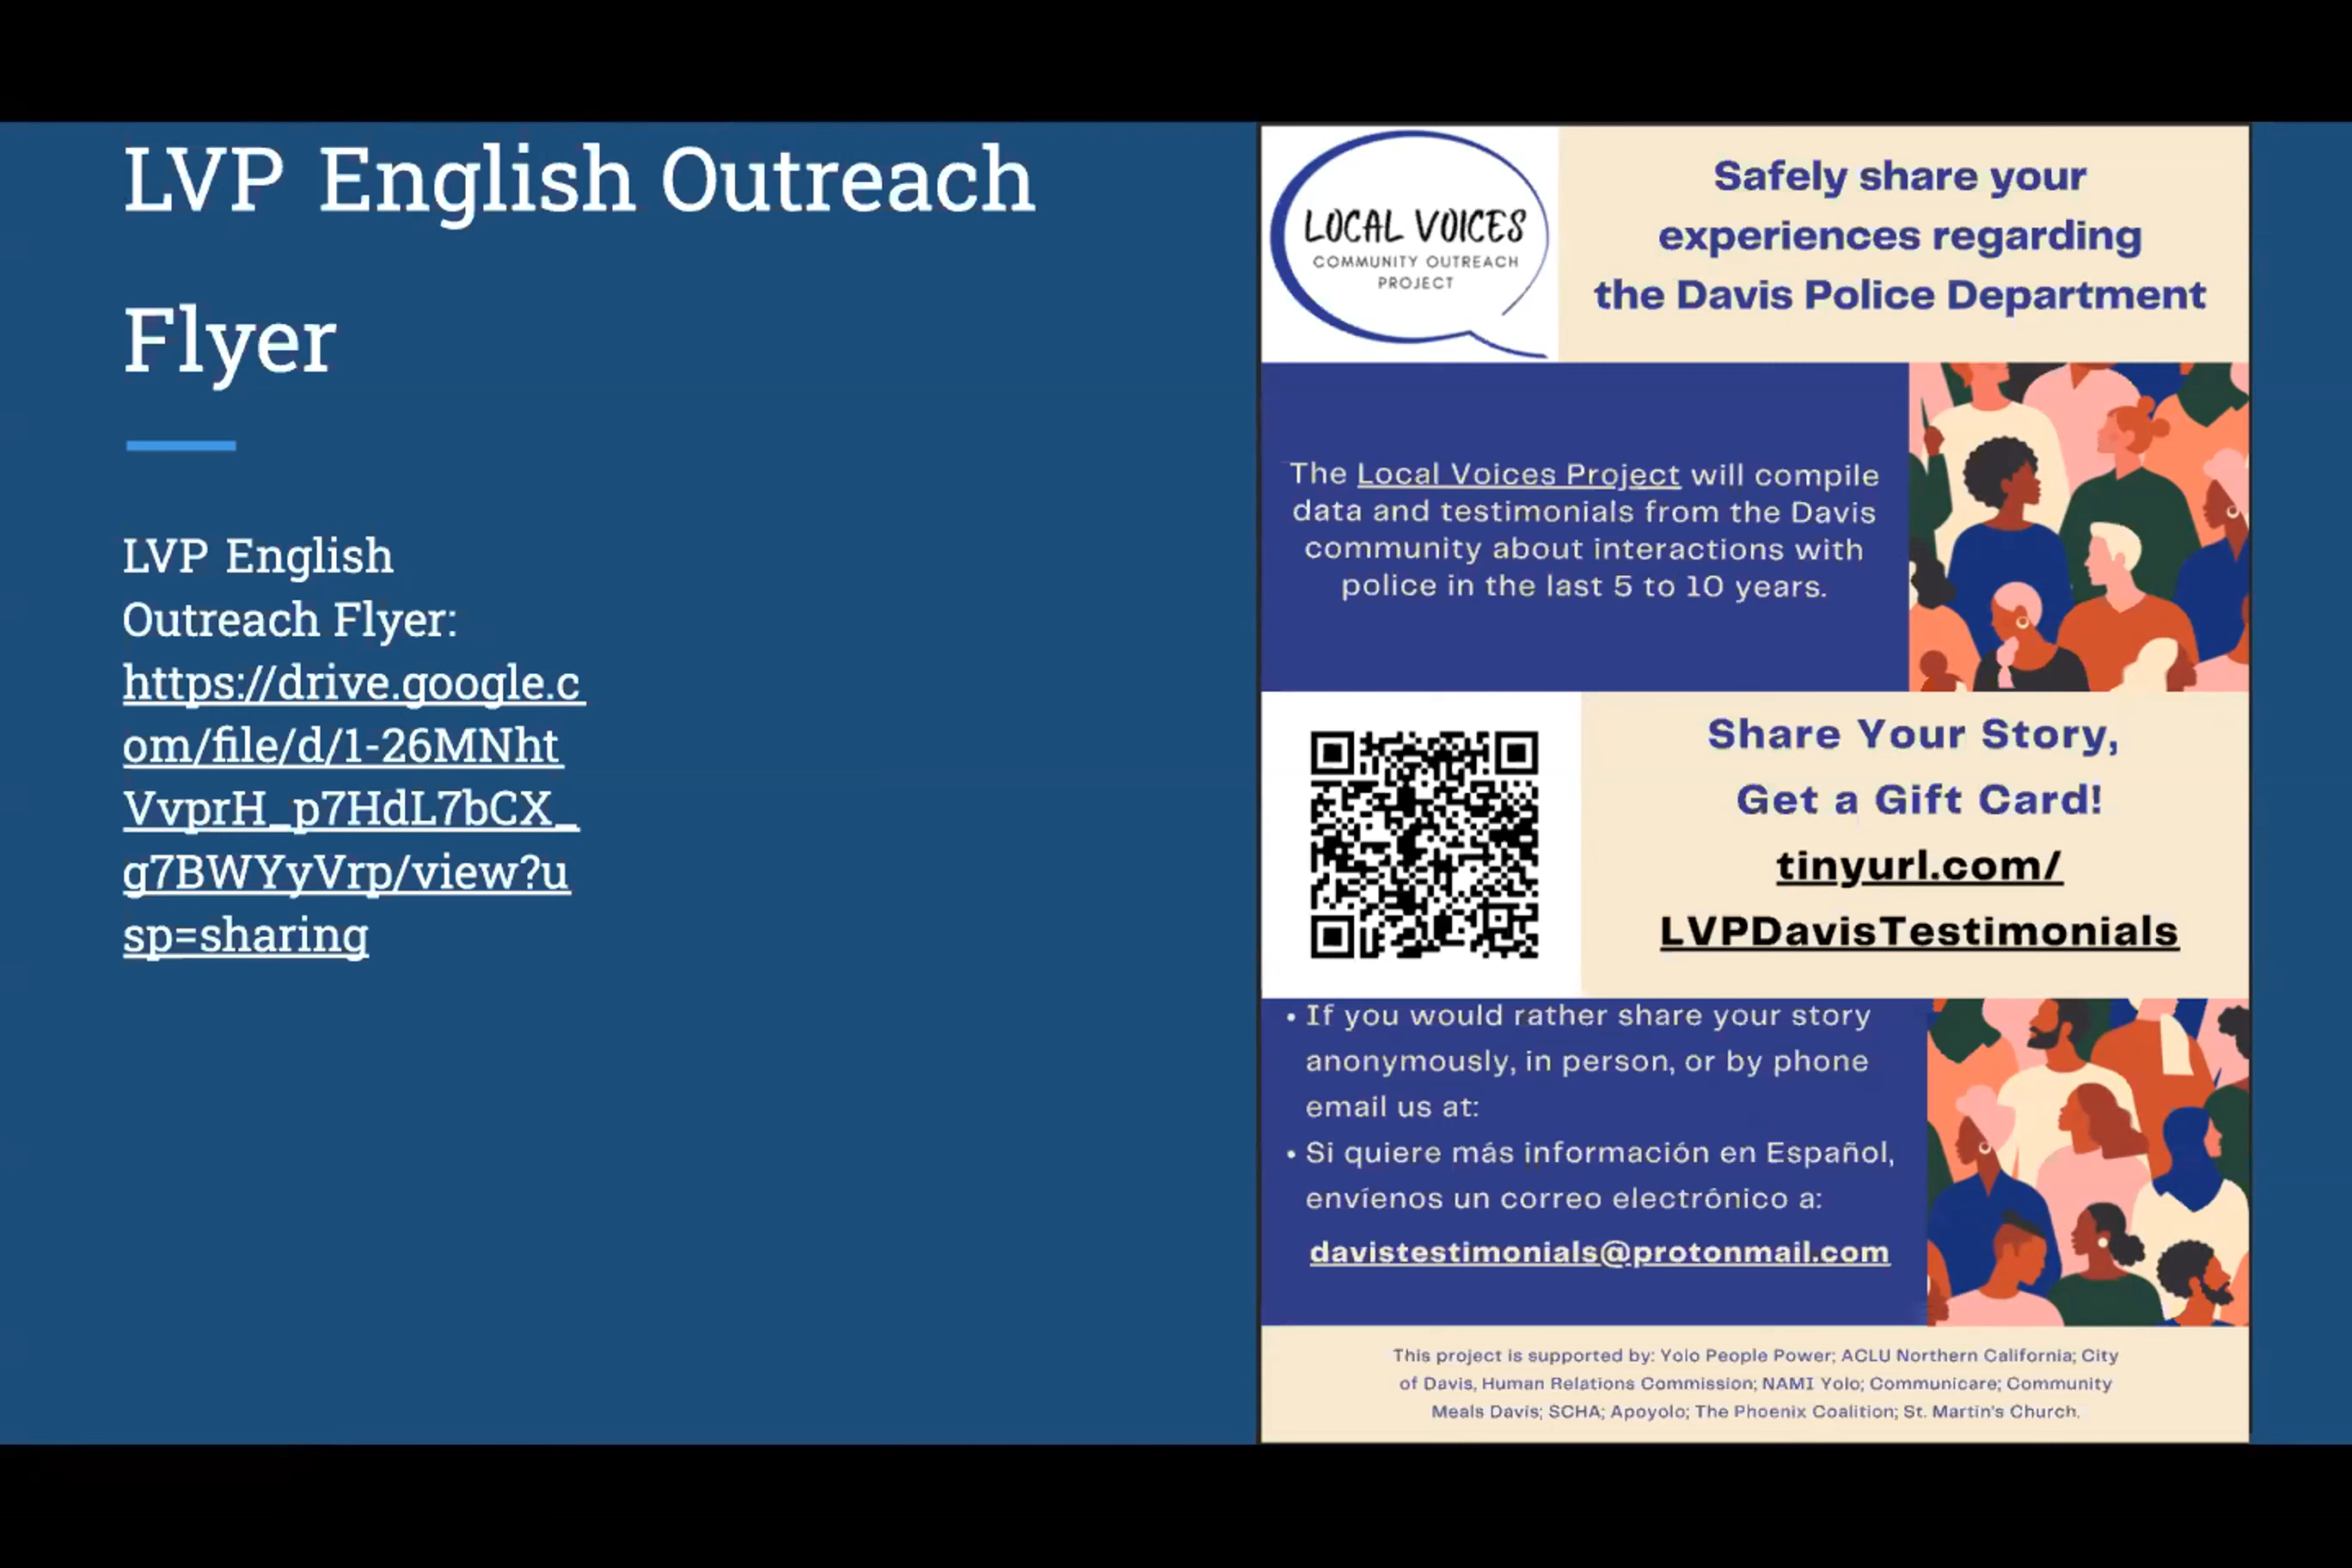 LVP English Outreach
Flyer
LVP English
Outreach Flyer:
https://drive.google.c
om/file/d/1-26MNht
VvprH_p7HdL7bCX_
g7BWYyVrp/view?u
sp=sharing
LOCAL VOICES
COMMUNITY OUTREACH
PROJECT
Safely share your
experiences regarding
the Davis Police Department
The Local Voices Project will compile
data and testimonials from the Davis
community about interactions with
police in the last 5 to 10 years.
Share Your Story,
Get a Gift Card!
tinyurl.com/
LVPDavisTestimonials
• If you would rather share your story
anonymously, in person, or by phone
email us at:
• Si quiere más información en Español,
envíenos un correo electrónico a:
davistestimonials@protonmail.com
This project is supported by: Yolo People Power; ACLU Northern California; City
of Davis, Human Relations Commission; NAMI Yolo; Communicare; Community
Meals Davis; SCHA; Apoyolo; The Phoenix Coalition; St. Martin's Church.